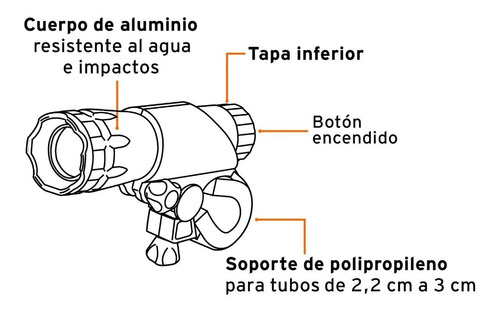 Cuerpo de aluminio
resistente al agua
e impactos
Tapa inferior
Botón
encendido
Soporte de polipropileno
para tubos de 2,2 cm a 3 cm